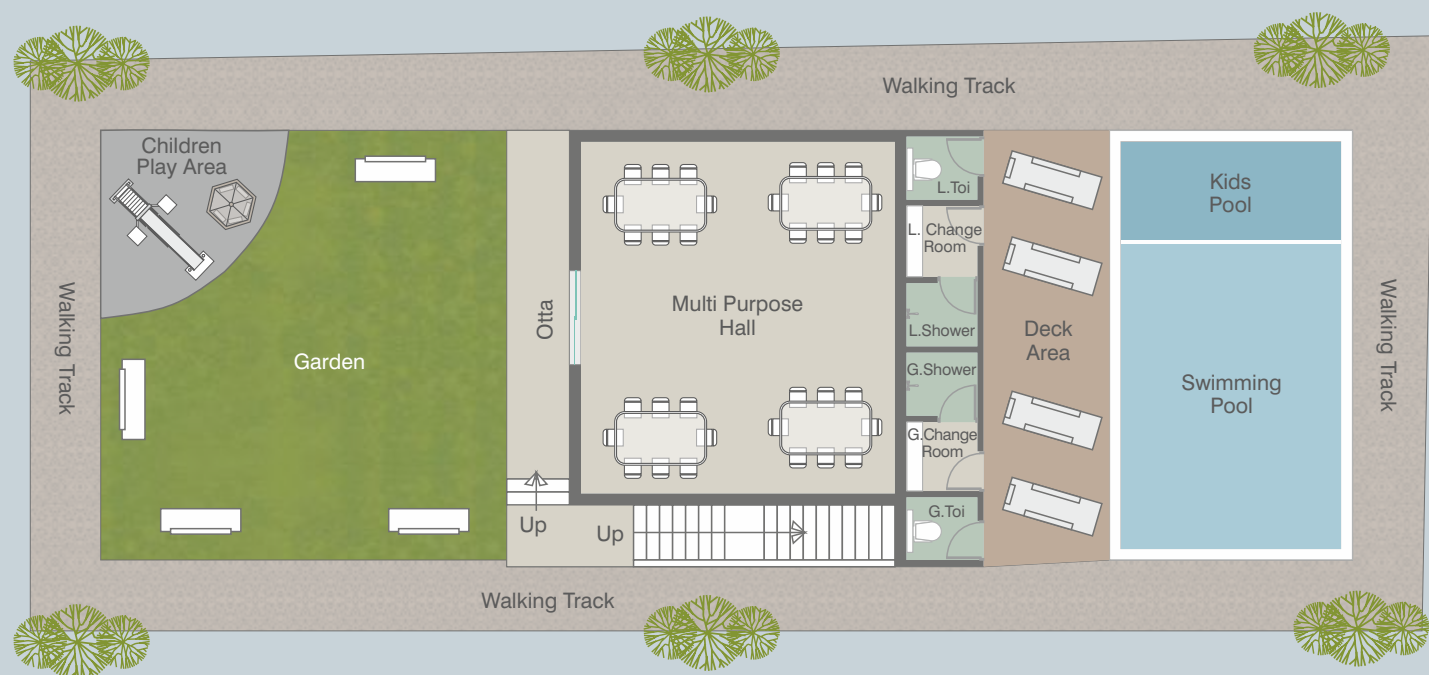 Walking Track
Children
Play Area
L.Toi
Kids
Pool
L. Change
Room
Walking Track
Otta
Multi Purpose
Hall
L.Shower
Deck
Area
Walking Track
Garden
G.Shower
Swimming
Pool
G.Change
Room
G.Toi
Up
Up
Walking Track